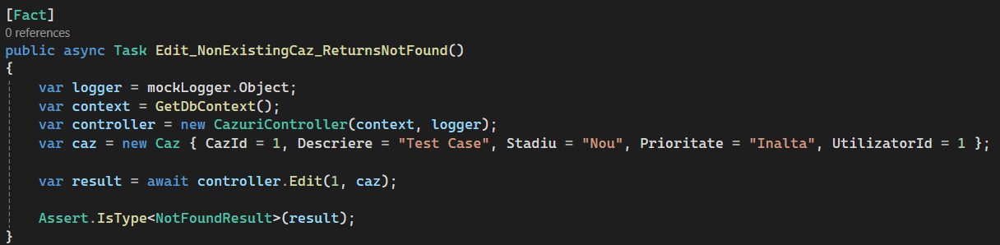 [Fact]
0 references
public async Task Edit_NonExistingCaz_ReturnsNotFound()
{
    var logger = mockLogger.Object;
    var context = GetDbContext();
    var controller = new CazuriController(context, logger);
    var caz = new Caz { CazId = 1, Descriere = "Test Case", Stadiu = "Nou", Prioritate = "Inalta", UtilizatorId = 1 };

    var result = await controller.Edit(1, caz);

    Assert.IsType<NotFoundResult>(result);
}